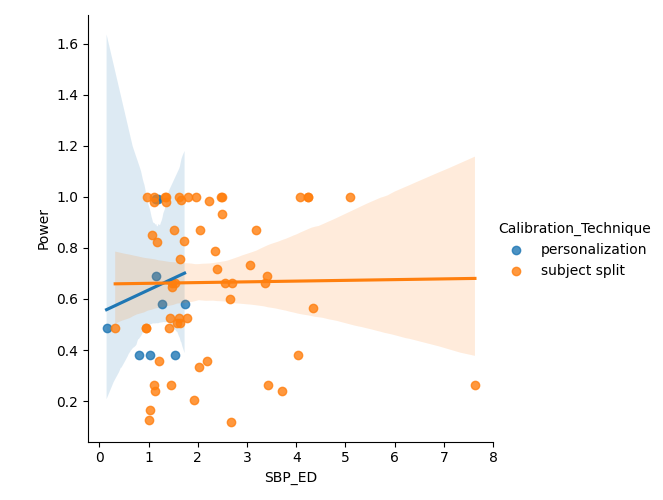 1.6
1.4
1.2
1.0
0.8
0.6
0.4
0.2
Power
0 1 2 3 4 5 6 7 8
SBP_ED
Calibration_Technique
personalization
subject split